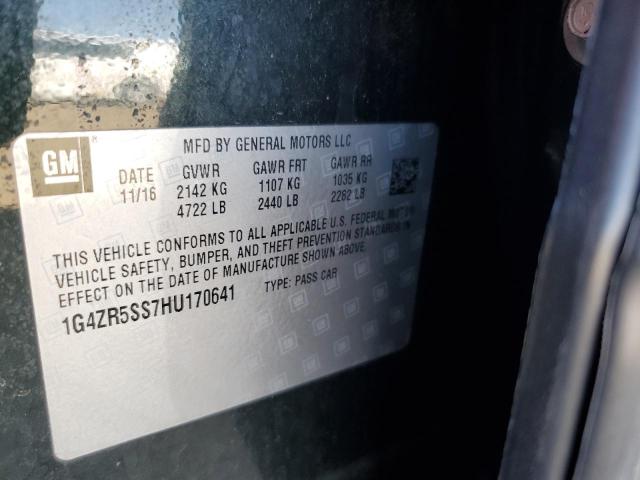 GM
MFD BY GENERAL MOTORS LLC
DATE GVWR GAWR FRT GAWR RR
11/16 2142 KG 1107 KG 1035 KG
4722 LB 2440 LB 2282 LB
THIS VEHICLE CONFORMS TO ALL APPLICABLE U.S. FEDERAL MOTOR
VEHICLE SAFETY, BUMPER, AND THEFT PREVENTION STANDARDS IN
EFFECT ON THE DATE OF MANUFACTURE SHOWN ABOVE.
1G4ZR5SS7HU170641 TYPE: PASS CAR